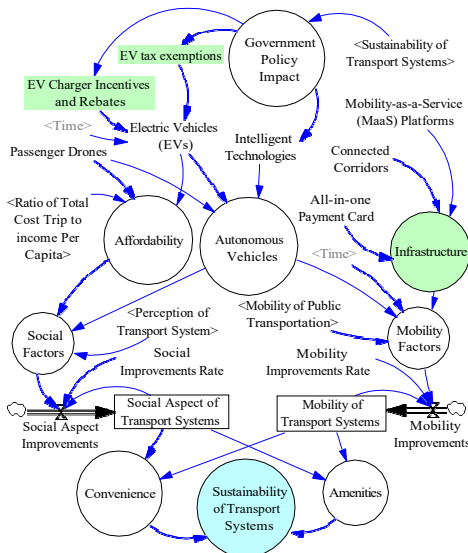 EV tax exemptions
Government
Policy
Impact
<Sustainability of
Transport Systems>
EV Charger Incentives
and Rebates
Mobility-as-a-Service
(MaaS) Platforms
<Time>
Electric Vehicles
(EVs)
Intelligent
Technologies
Connected
Corridors
Passenger Drones
<Ratio of Total
Cost Trip to
income Per
Capita>
Affordability
Autonomous
Vehicles
All-in-one
Payment Card
Infrastructure
<Time>
<Perception of
Transport System>
<Mobility of Public
Transportation>
Social
Factors
Mobility
Factors
Social
Improvements Rate
Mobility
Improvements Rate
Social Aspect
Improvements
Social Aspect of
Transport Systems
Mobility of
Transport Systems
Mobility
Improvements
Convenience
Sustainability
of Transport
Systems
Amenities